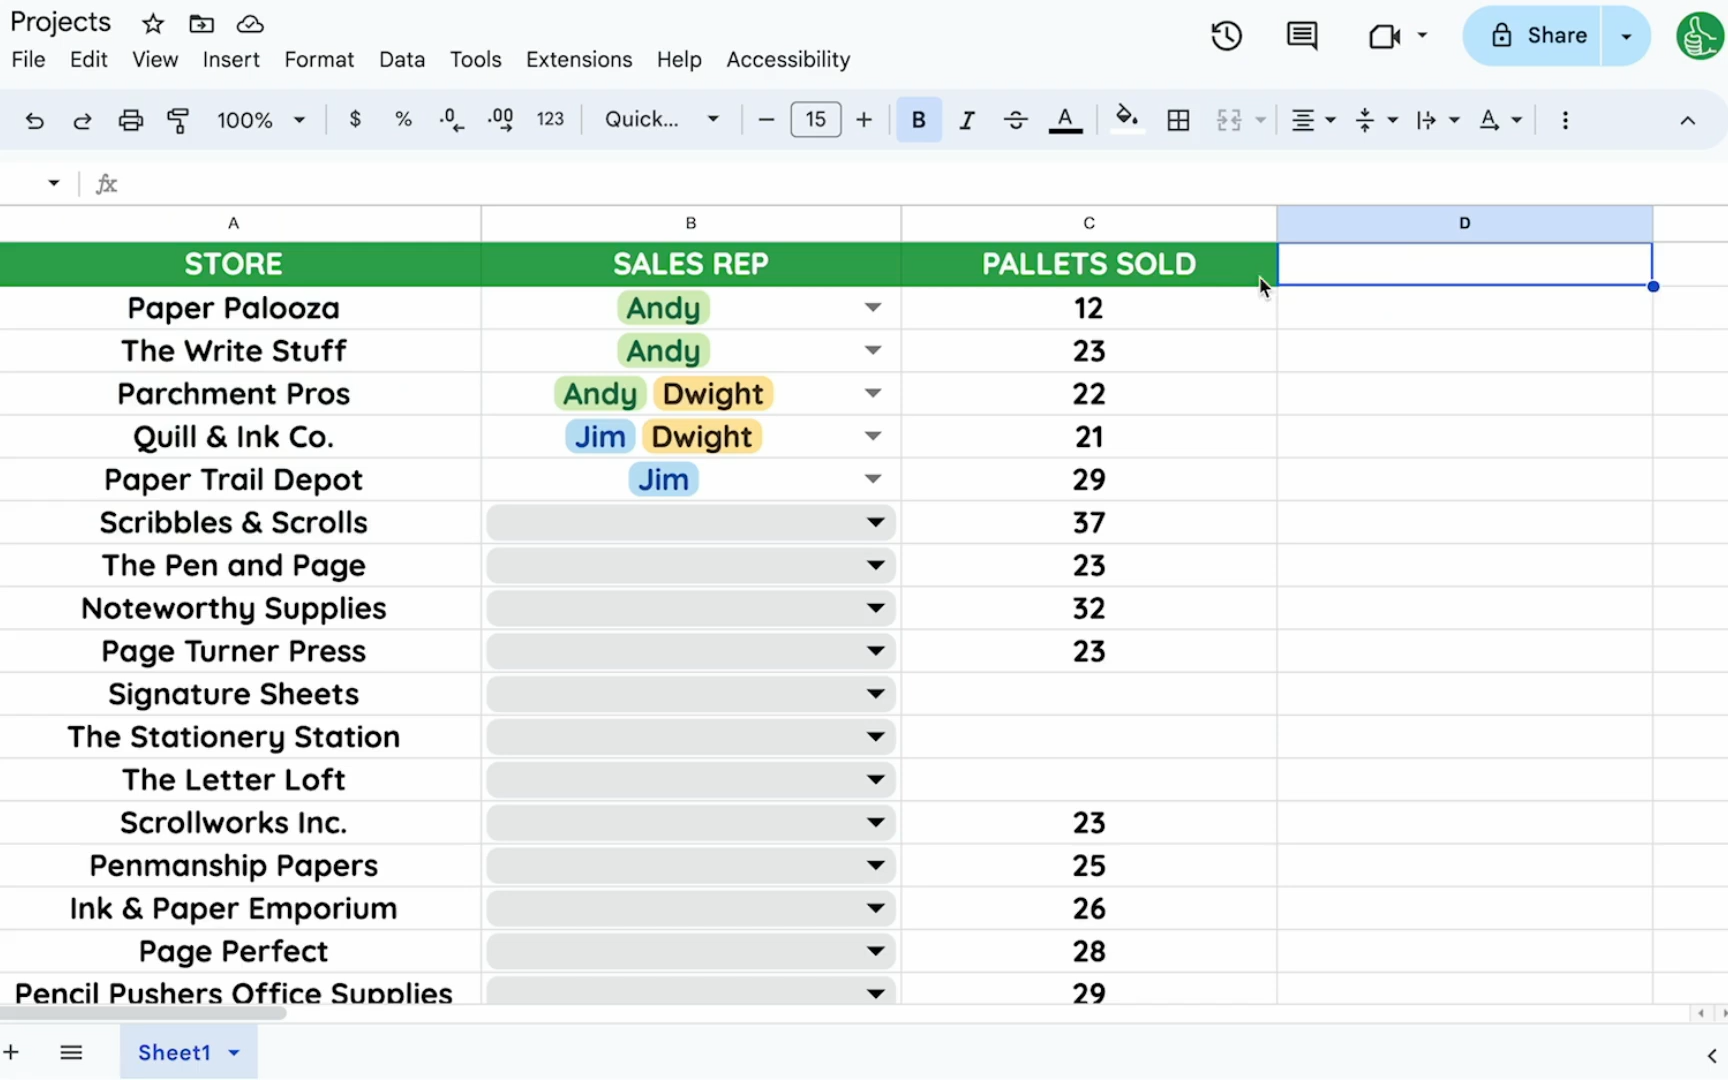 Projects
File Edit View Insert Format Data Tools Extensions Help Accessibility
Share
100% $ % .0 .00 123 Quick... 15 B I A
fx
A B C D
STORE SALES REP PALLETS SOLD
Paper Palooza Andy 12
The Write Stuff Andy 23
Parchment Pros Andy Dwight 22
Quill & Ink Co. Jim Dwight 21
Paper Trail Depot Jim 29
Scribbles & Scrolls 37
The Pen and Page 23
Noteworthy Supplies 32
Page Turner Press 23
Signature Sheets
The Stationery Station
The Letter Loft
Scrollworks Inc. 23
Penmanship Papers 25
Ink & Paper Emporium 26
Page Perfect 28
Pencil Pushers Office Supplies 29
Sheet1